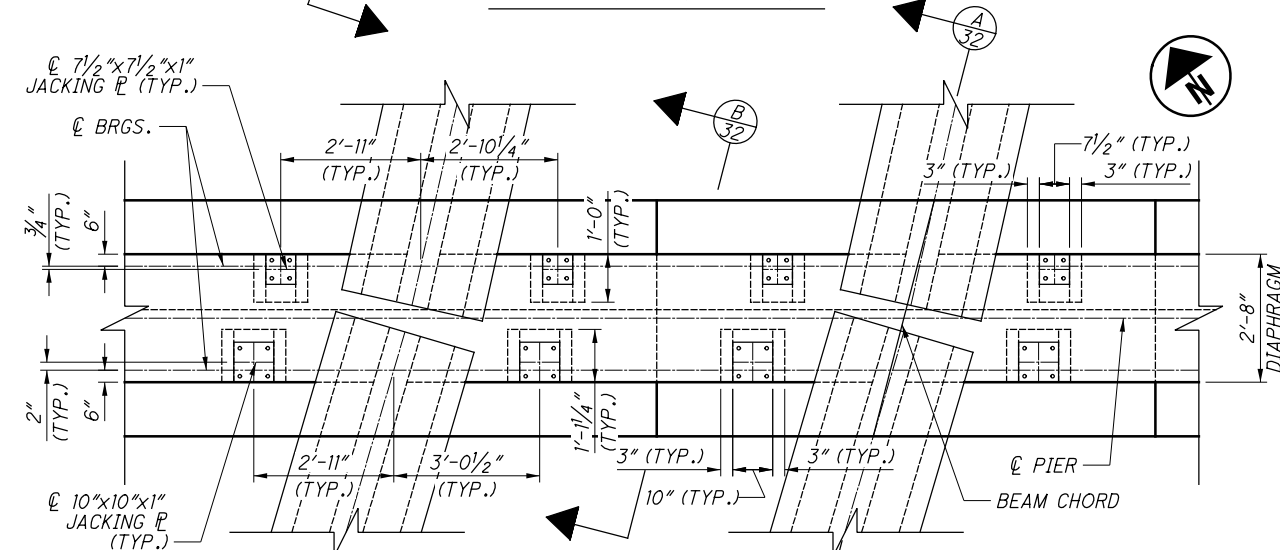 A
32
N
℄ 7½"x7½"x1"
JACKING ℙL (TYP.)
℄ BRGS.
B
32
2'-11"
(TYP.)
2'-10¼"
(TYP.)
7½" (TYP.)
3" (TYP.)
3" (TYP.)
¾"
(TYP.)
6"
1'-0"
(TYP.)
2'-8"
DIAPHRAGM
2"
(TYP.)
6"
1'-1¼"
(TYP.)
2'-11"
(TYP.)
3'-0½"
(TYP.)
3" (TYP.)
3" (TYP.)
10" (TYP.)
℄ PIER
BEAM CHORD
℄ 10"x10"x1"
JACKING ℙL
(TYP.)